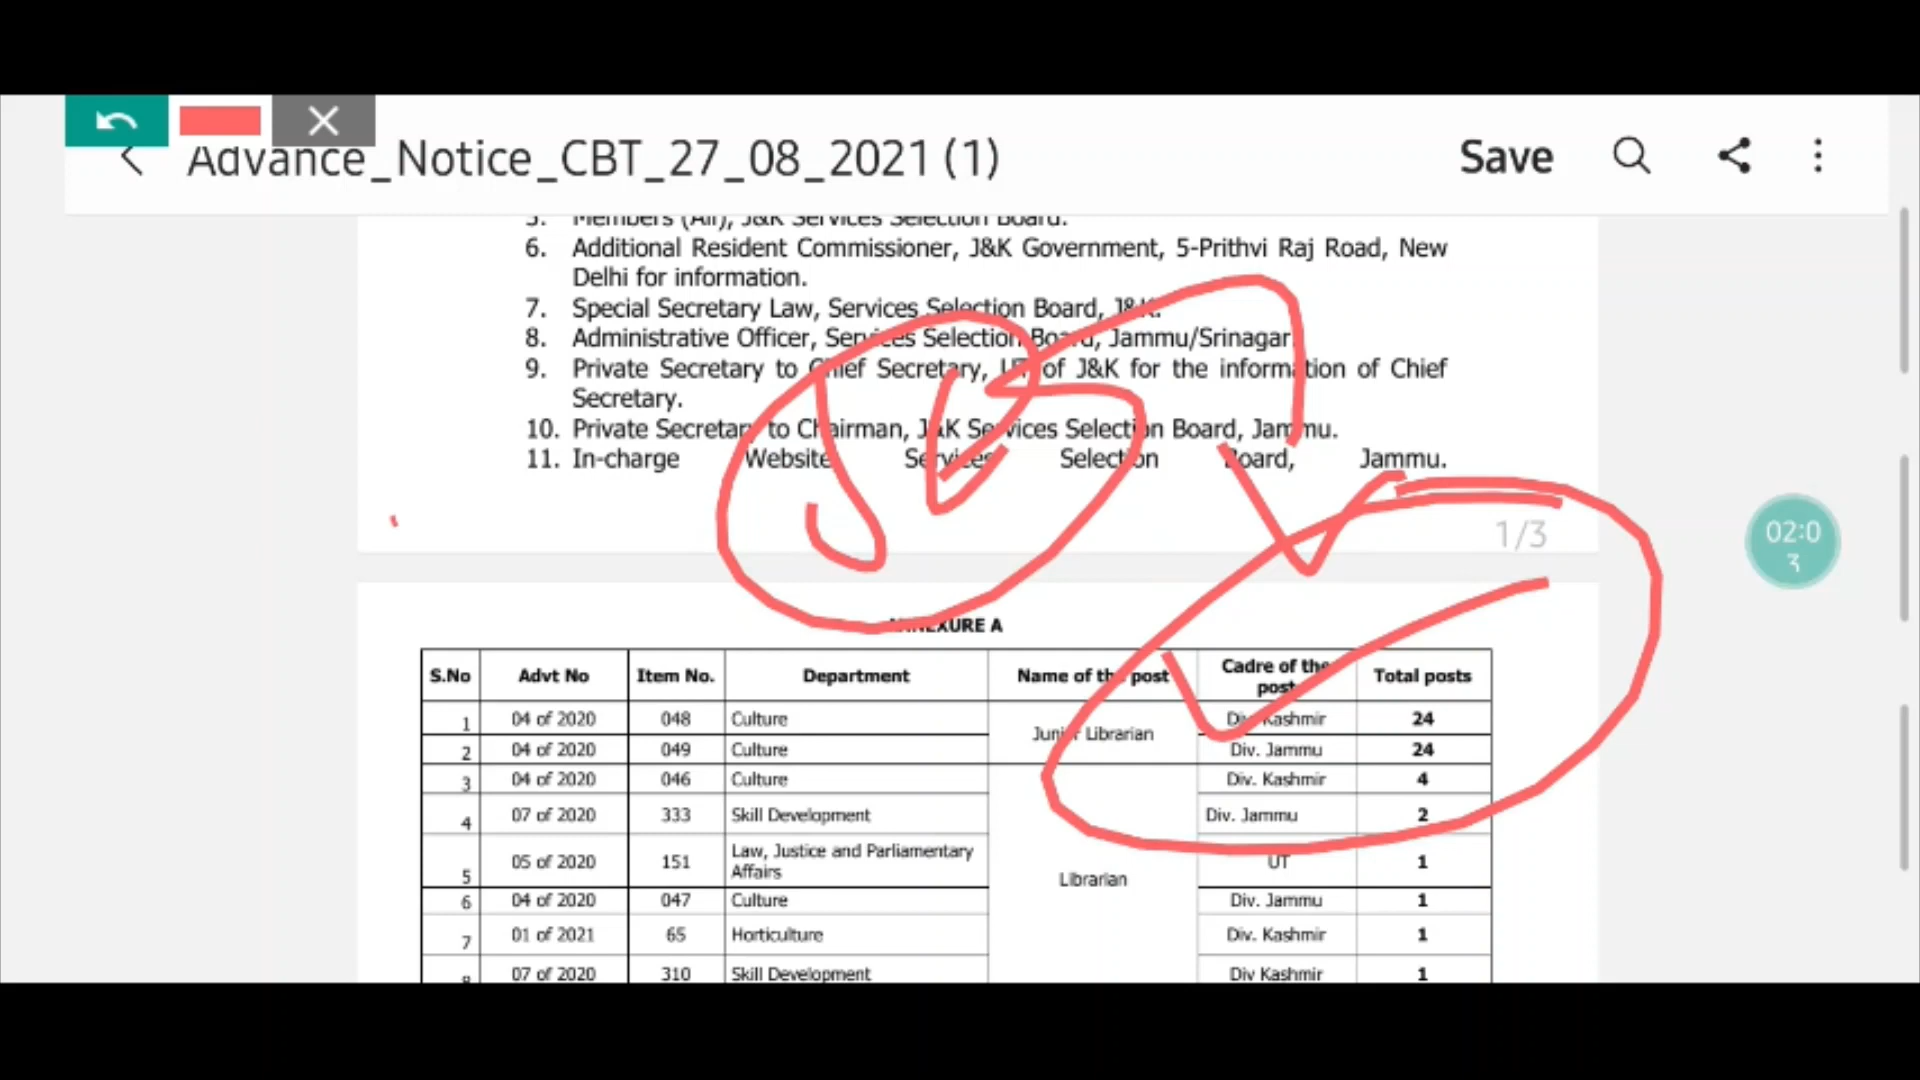 Advance_Notice_CBT_27_08_2021 (1)
Save
5. Members (All), J&K Services Selection Board.
6. Additional Resident Commissioner, J&K Government, 5-Prithvi Raj Road, New
Delhi for information.
7. Special Secretary Law, Services Selection Board, J&K.
8. Administrative Officer, Services Selection Board, Jammu/Srinagar.
9. Private Secretary to Chief Secretary, UT of J&K for the information of Chief
Secretary.
10. Private Secretary to Chairman, J&K Services Selection Board, Jammu.
11. In-charge Website Services Selection Board, Jammu.
1/3
02:0
3
ANNEXURE A
S.No Advt No Item No. Department Name of the post Cadre of the post Total posts
1 04 of 2020 048 Culture Junior Librarian Div. Kashmir 24
2 04 of 2020 049 Culture Div. Jammu 24
3 04 of 2020 046 Culture Div. Kashmir 4
4 07 of 2020 333 Skill Development Div. Jammu 2
5 05 of 2020 151 Law, Justice and Parliamentary Affairs Librarian UT 1
6 04 of 2020 047 Culture Div. Jammu 1
7 01 of 2021 65 Horticulture Div. Kashmir 1
8 07 of 2020 310 Skill Development Div Kashmir 1